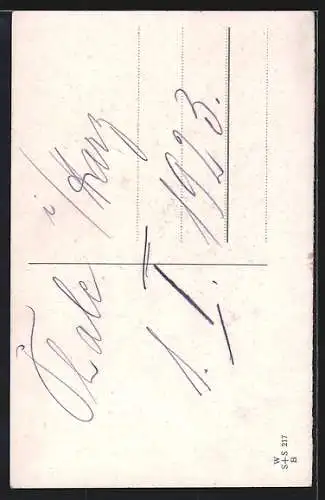 Thale i/Harz
1. I. 1923.
W
S+S 217
B